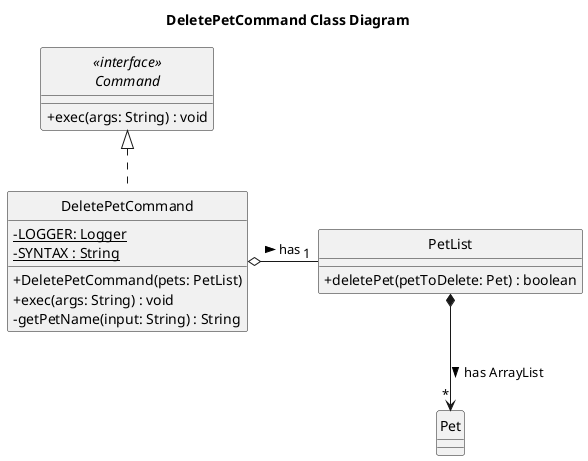 DeletePetCommand Class Diagram
«interface»
Command
+exec(args: String) : void
DeletePetCommand
-LOGGER: Logger
-SYNTAX : String
+DeletePetCommand(pets: PetList)
+exec(args: String) : void
-getPetName(input: String) : String
has
1
PetList
+deletePet(petToDelete: Pet) : boolean
has ArrayList
*
Pet